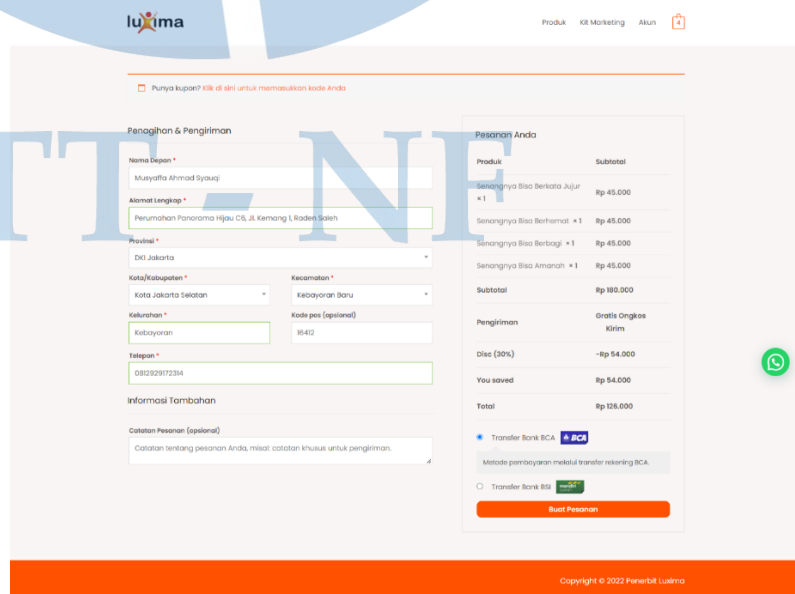 luxima
Produk Kit Marketing Akun 4
Punya kupon? Klik di sini untuk memasukkan kode Anda
Penagihan & Pengiriman
Nama Depan *
Musyaffa Ahmad Syauqi
Alamat Lengkap *
Perumahan Panorama Hijau C6, Jl. Kemang 1, Raden Saleh
Provinsi *
DKI Jakarta
Kota/Kabupaten * Kecamatan *
Kota Jakarta Selatan Kebayoran Baru
Kelurahan * Kode pos (opsional)
Kebayoran 16412
Telepon *
0812929172314
Informasi Tambahan
Catatan Pesanan (opsional)
Catatan tentang pesanan Anda, misal: catatan khusus untuk pengiriman.
Pesanan Anda
Produk Subtotal
Senangnya Bisa Berkata Jujur
× 1 Rp 45.000
Senangnya Bisa Berhemat × 1 Rp 45.000
Senangnya Bisa Berbagi × 1 Rp 45.000
Senangnya Bisa Amanah × 1 Rp 45.000
Subtotal Rp 180.000
Pengiriman Gratis Ongkos
Kirim
Disc (30%) -Rp 54.000
You saved Rp 54.000
Total Rp 126.000
Transfer Bank BCA BCA
Metode pembayaran melalui transfer rekening BCA.
Transfer Bank BSI mandiri
Buat Pesanan
Copyright © 2022 Penerbit Luxima
TT - NF